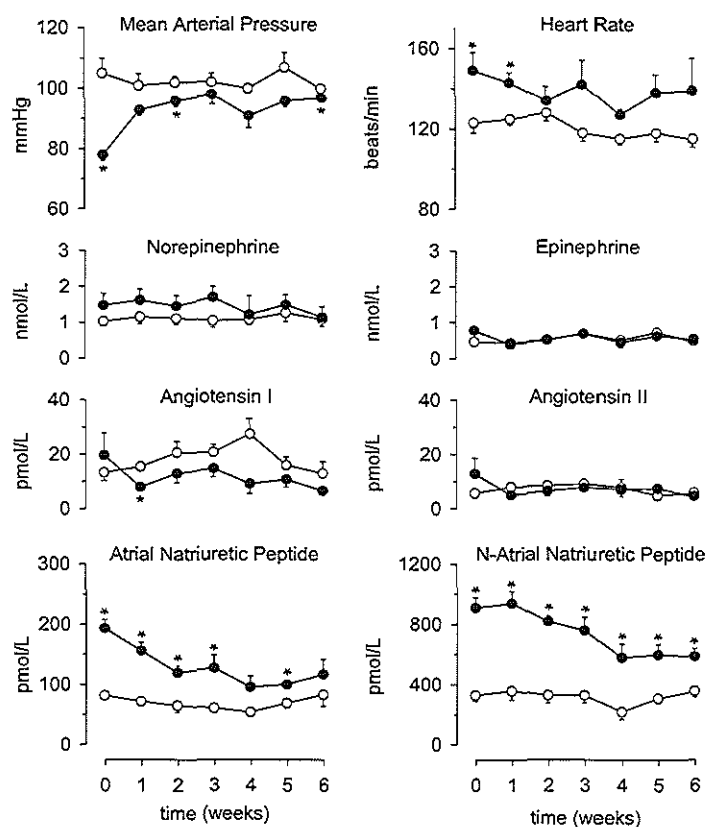 Mean Arterial Pressure
mmHg
120
100
80
60
*
*
*
Heart Rate
beats/min
160
120
80
*
*
Norepinephrine
nmol/L
3
2
1
0
Epinephrine
nmol/L
3
2
1
0
Angiotensin I
pmol/L
40
20
0
*
Angiotensin II
pmol/L
40
20
0
Atrial Natriuretic Peptide
pmol/L
300
200
100
0
*
*
*
*
*
0 1 2 3 4 5 6
time (weeks)
N-Atrial Natriuretic Peptide
pmol/L
1200
800
400
0
*
*
*
*
*
*
*
0 1 2 3 4 5 6
time (weeks)